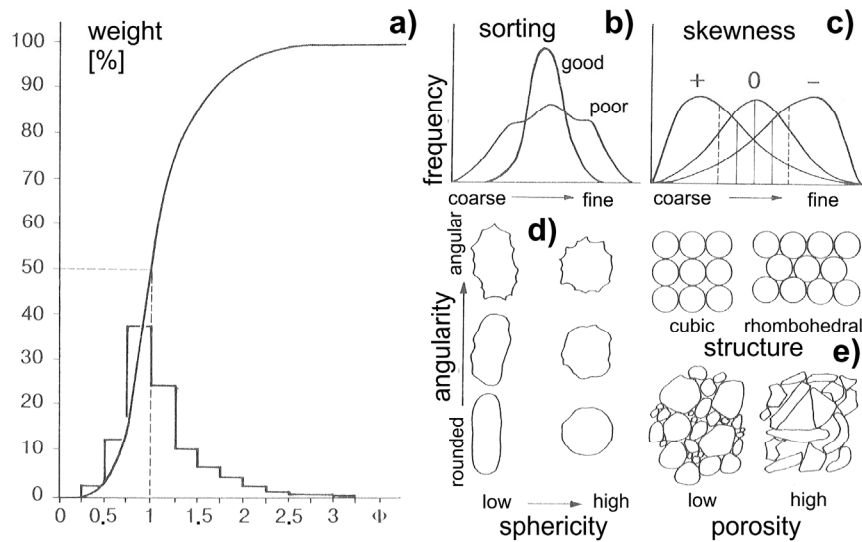 a)
weight
[%]
100
90
80
70
60
50
40
30
20
10
0
0 0.5 1 1.5 2 2.5 3 Φ
b)
sorting
good
poor
frequency
coarse fine
c)
skewness
+ 0 −
coarse fine
d)
angular
angularity
rounded
low high
sphericity
cubic rhombohedral
structure
e)
low high
porosity